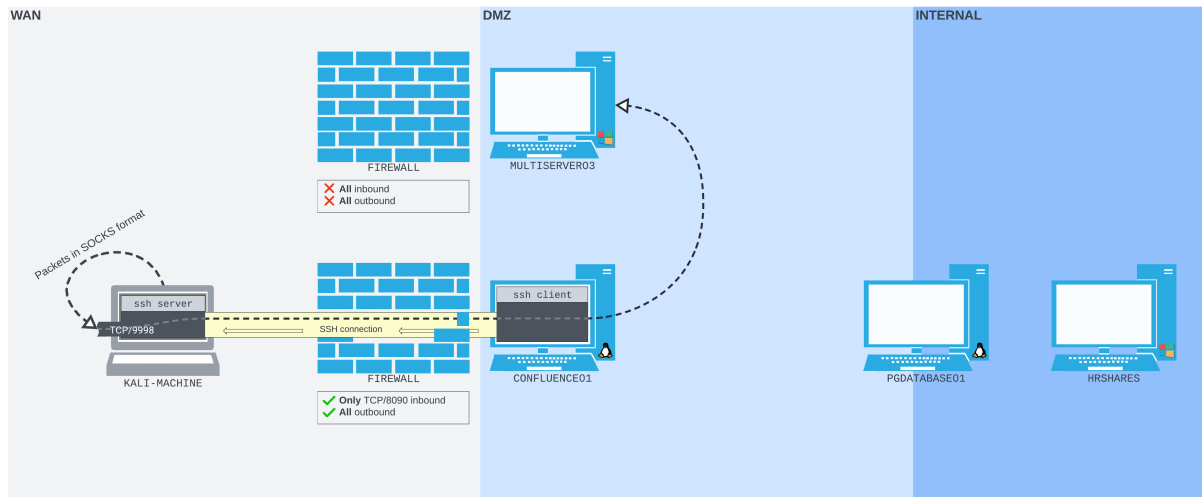 WAN
DMZ
INTERNAL
FIREWALL
MULTISERVER03
All inbound
All outbound
Packets in SOCKS format
ssh server
ssh client
TCP/9998
SSH connection
KALI-MACHINE
FIREWALL
CONFLUENCE01
PGDATABASE01
HRSHARES
Only TCP/8090 inbound
All outbound